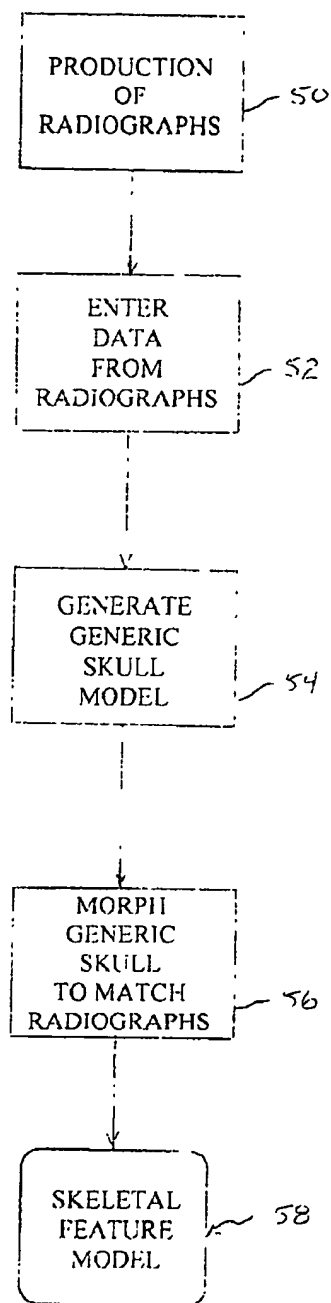 PRODUCTION
OF
RADIOGRAPHS
50
ENTER
DATA
FROM
RADIOGRAPHS
52
GENERATE
GENERIC
SKULL
MODEL
54
MORPH
GENERIC
SKULL
TO MATCH
RADIOGRAPHS
56
SKELETAL
FEATURE
MODEL
58